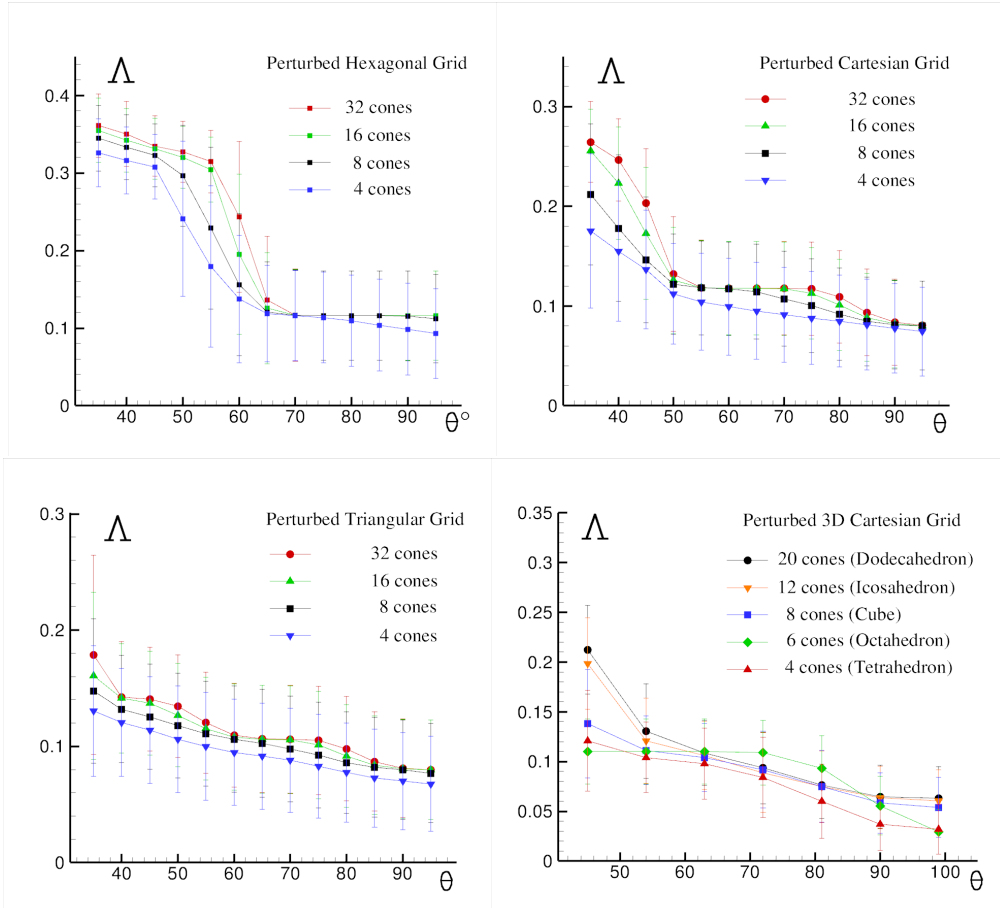 Λ
Perturbed Hexagonal Grid
32 cones
16 cones
8 cones
4 cones
0.4
0.3
0.2
0.1
0
40 50 60 70 80 90 θ°
Λ
Perturbed Cartesian Grid
32 cones
16 cones
8 cones
4 cones
0.3
0.2
0.1
0
40 50 60 70 80 90 θ
Λ
Perturbed Triangular Grid
32 cones
16 cones
8 cones
4 cones
0.3
0.2
0.1
0
40 50 60 70 80 90 θ
Λ
Perturbed 3D Cartesian Grid
20 cones (Dodecahedron)
12 cones (Icosahedron)
8 cones (Cube)
6 cones (Octahedron)
4 cones (Tetrahedron)
0.35
0.3
0.25
0.2
0.15
0.1
0.05
0
50 60 70 80 90 100 θ